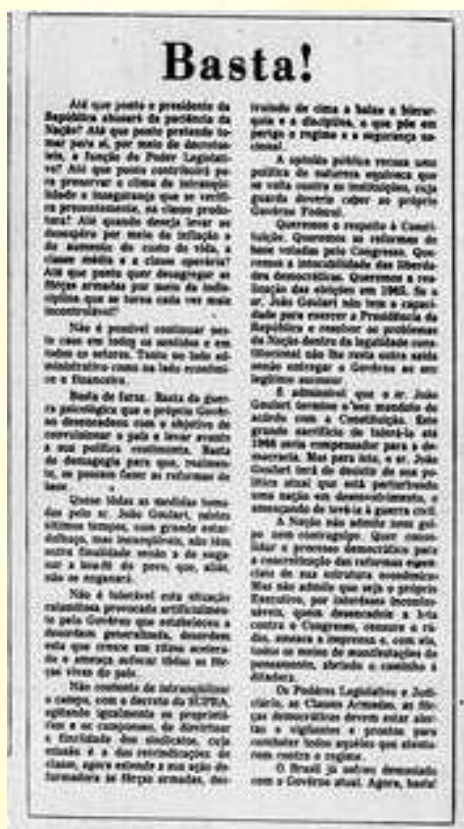 Basta!
Até que ponto o presidente da
República abusará da paciência da
Nação? Até que ponto pretende to-
mar para si, por meio de decretos-
leis, a função do Poder Legislati-
vo? Até que ponto contribuirá pa-
ra preservar o clima de intranqüi-
lidade e insegurança que se verifi-
ca presentemente, na classe produ-
tora? Até quando deseja levar ao
desespêro por meio da inflação e
do aumento do custo de vida, a
classe média e a classe operária?
Até que ponto quer desagregar as
fôrças armadas por meio da indis-
ciplina que se torna cada vez mais
incontrolável?
Não é possível continuar nes-
te caos em todos os sentidos e em
todos os setores. Tanto no lado ad-
ministrativo como no lado econômi-
co e financeiro.
Basta de farsa. Basta da guer-
ra psicológica que o próprio Govêr-
no desencadeou com o objetivo de
convulsionar o país e levar avante
a sua política continuista. Basta
de demagogia para que, realmen-
te, se possam fazer as reformas de
base.
Quase tôdas as medidas toma-
das pelo sr. João Goulart, nestes
últimos tempos, com grande estar-
dalhaço, mas inexeqüíveis, não têm
outra finalidade senão a de enga-
nar a boa-fé do povo, que, aliás,
não se enganará.
Não é tolerável esta situação
calamitosa provocada artificialmen-
te pelo Govêrno que estabeleceu a
desordem generalizada, desordem
esta que cresce em ritmo acelera-
do e ameaça sufocar tôdas as fôr-
ças vivas do país.
Não contente de intranqüilizar
o campo, com o decreto da SUPRA,
agitando igualmente os proprietá-
rios e os camponeses, de desvirtuar
a finalidade dos sindicatos, cuja
missão é a das reivindicações de
classe, agora estende a sua ação de-
formadora às fôrças armadas, des-
truindo de cima a baixo a hierar-
quia e a disciplina, o que põe em
perigo o regime e a segurança na-
cional.
A opinião pública recusa uma
política de natureza equívoca que
se volta contra as instituições, cuja
guarda deveria caber ao próprio
Govêrno Federal.
Queremos o respeito à Consti-
tuição. Queremos as reformas de
base votadas pelo Congresso. Que-
remos a intocabilidade das liberda-
des democráticas. Queremos a rea-
lização das eleições em 1965. Se o
sr. João Goulart não tem a capaci-
dade para exercer a Presidência da
República e resolver os problemas
da Nação dentro da legalidade cons-
titucional não lhe resta outra saída
senão entregar o Govêrno ao seu
legítimo sucessor.
É admissível que o sr. João
Goulart termine o seu mandato de
acordo com a Constituição. Este
grande sacrifício de tolerá-lo até
1966 seria compensador para a de-
mocracia. Mas para isto, o sr. João
Goulart terá de desistir de sua po-
lítica atual que está perturbando
uma nação em desenvolvimento, e
ameaçando de levá-la à guerra civil.
A Nação não admite nem gol-
pe nem contragolpe. Quer conso-
lidar o processo democrático para
a concretização das reformas essen-
ciais de sua estrutura econômica.
Mas não admite que seja o próprio
Executivo, por interêsses inconfes-
sáveis, quem desencadeie a luta
contra o Congresso, censure o rá-
dio, ameace a imprensa e, com ela,
todos os meios de manifestações do
pensamento, abrindo o caminho à
ditadura.
Os Podêres Legislativo e Judi-
ciário, as Classes Armadas, as fôr-
ças democráticas devem estar aler-
tas e vigilantes e prontos para
combater todos aquêles que atenta-
rem contra o regime.
O Brasil já sofreu demasiado
com o Govêrno atual. Agora, basta!